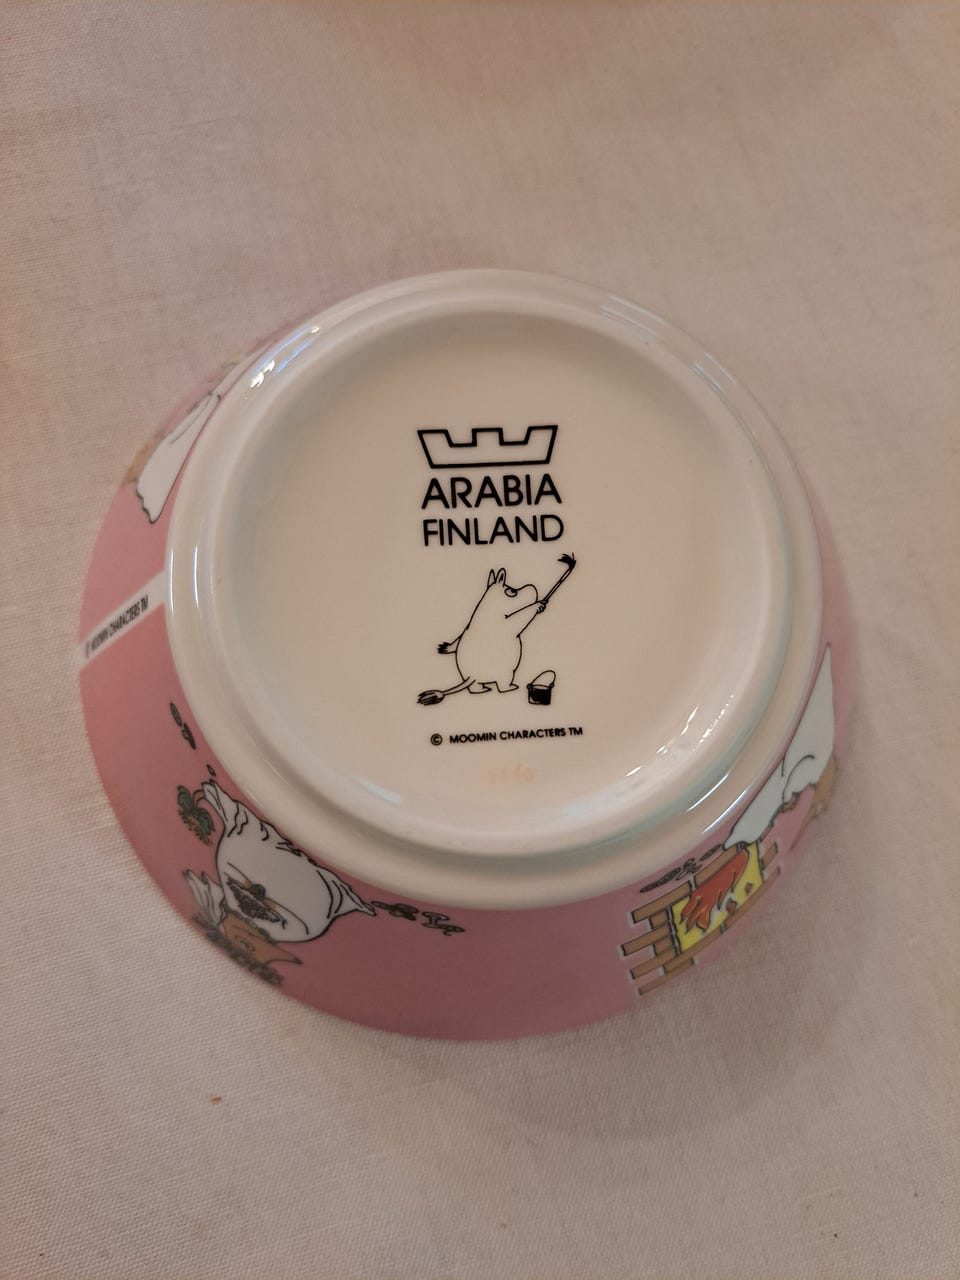 ARABIA
FINLAND
© MOOMIN CHARACTERS TM
© MOOMIN CHARACTERS TM